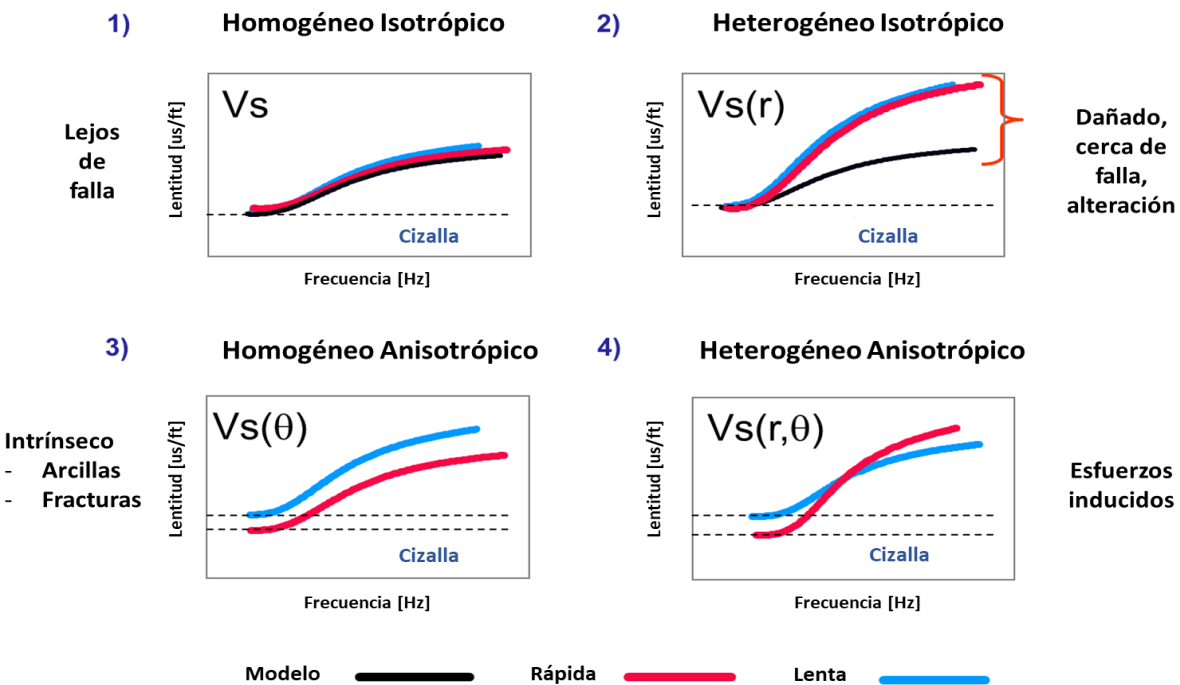 1)
Homogéneo Isotrópico
Lejos
de
falla
Vs
Lentitud [us/ft]
Cizalla
Frecuencia [Hz]
2)
Heterogéneo Isotrópico
Vs(r)
Lentitud [us/ft]
Cizalla
Frecuencia [Hz]
Dañado,
cerca de
falla,
alteración
3)
Homogéneo Anisotrópico
Intrínseco
- Arcillas
- Fracturas
Vs(θ)
Lentitud [us/ft]
Cizalla
Frecuencia [Hz]
4)
Heterogéneo Anisotrópico
Vs(r,θ)
Lentitud [us/ft]
Cizalla
Frecuencia [Hz]
Esfuerzos
inducidos
Modelo
Rápida
Lenta